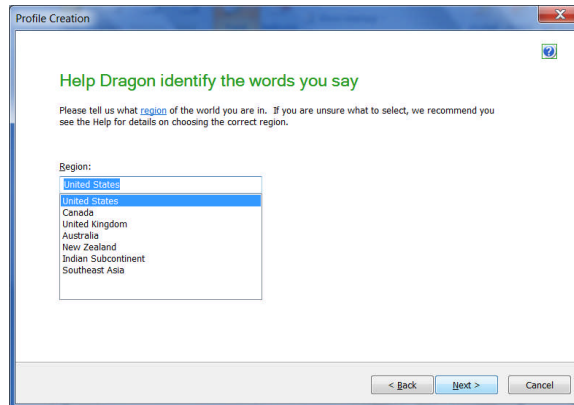 Profile Creation
Help Dragon identify the words you say
Please tell us what region of the world you are in. If you are unsure what to select, we recommend you
see the Help for details on choosing the correct region.
Region:
United States
United States
Canada
United Kingdom
Australia
New Zealand
Indian Subcontinent
Southeast Asia
< Back Next > Cancel